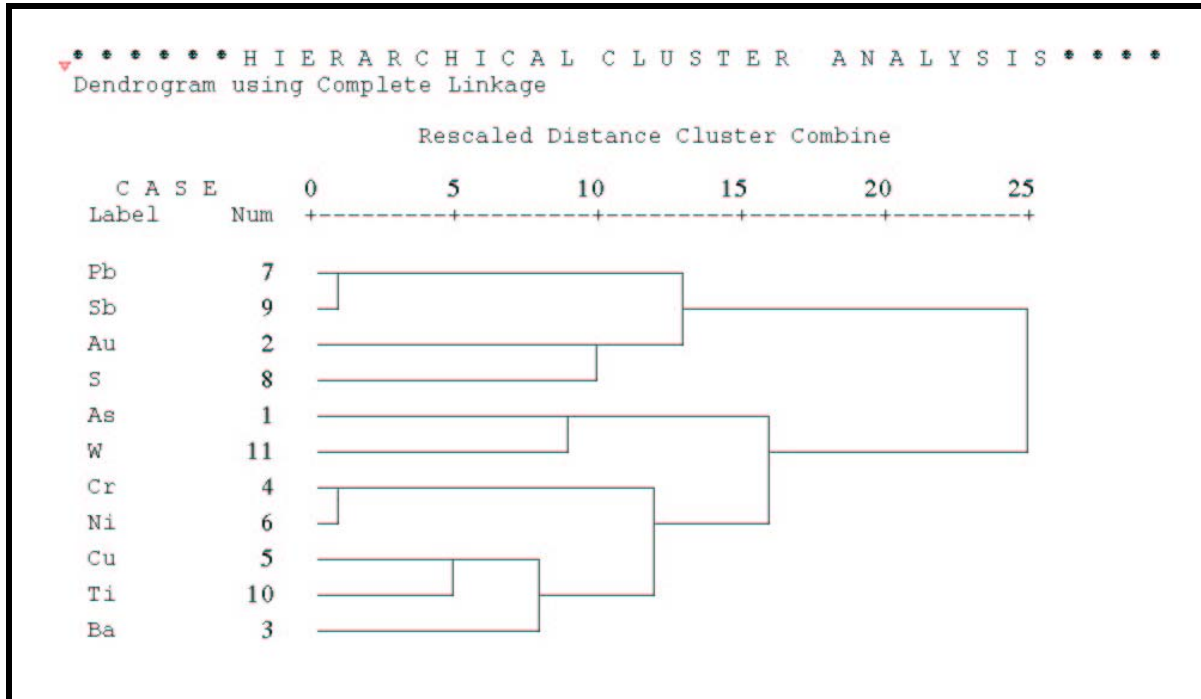 * * * * * * H I E R A R C H I C A L C L U S T E R A N A L Y S I S * * * *
Dendrogram using Complete Linkage
Rescaled Distance Cluster Combine
C A S E 0 5 10 15 20 25
Label Num +---------+---------+---------+---------+---------+
Pb 7
Sb 9
Au 2
S 8
As 1
W 11
Cr 4
Ni 6
Cu 5
Ti 10
Ba 3